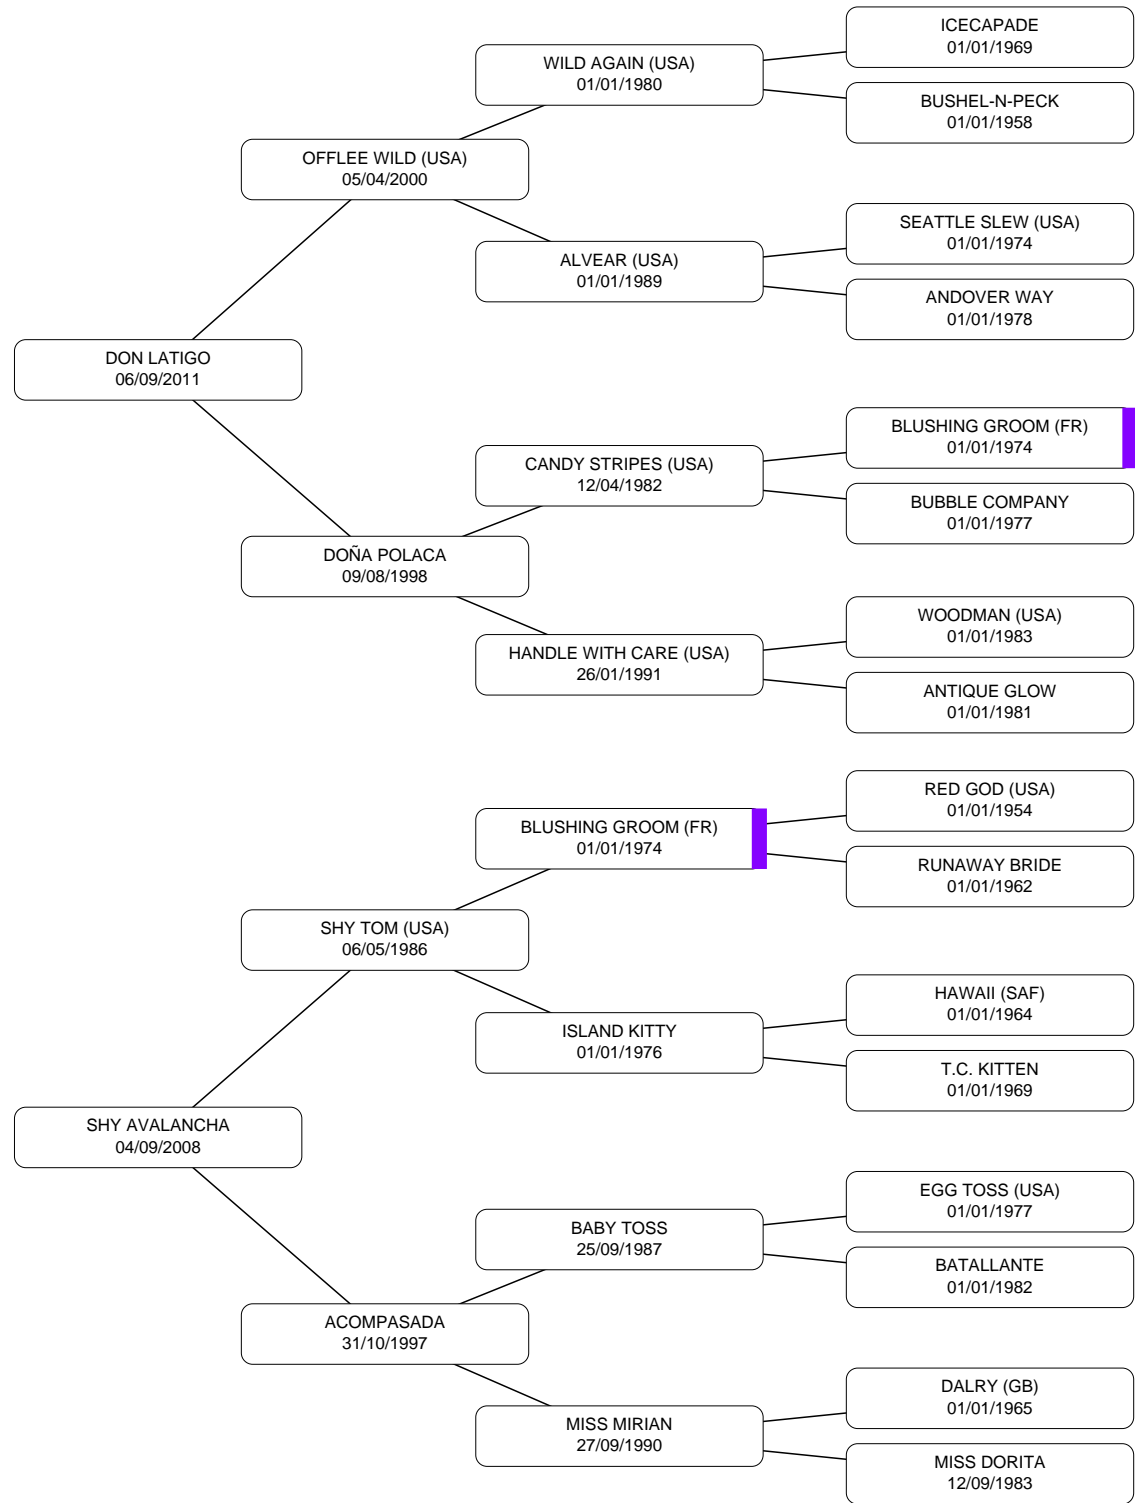 ICECAPADE
01/01/1969
WILD AGAIN (USA)
01/01/1980
BUSHEL-N-PECK
01/01/1958
OFFLEE WILD (USA)
05/04/2000
SEATTLE SLEW (USA)
01/01/1974
ALVEAR (USA)
01/01/1989
ANDOVER WAY
01/01/1978
DON LATIGO
06/09/2011
BLUSHING GROOM (FR)
01/01/1974
CANDY STRIPES (USA)
12/04/1982
BUBBLE COMPANY
01/01/1977
DOÑA POLACA
09/08/1998
WOODMAN (USA)
01/01/1983
HANDLE WITH CARE (USA)
26/01/1991
ANTIQUE GLOW
01/01/1981
RED GOD (USA)
01/01/1954
BLUSHING GROOM (FR)
01/01/1974
RUNAWAY BRIDE
01/01/1962
SHY TOM (USA)
06/05/1986
HAWAII (SAF)
01/01/1964
ISLAND KITTY
01/01/1976
T.C. KITTEN
01/01/1969
SHY AVALANCHA
04/09/2008
EGG TOSS (USA)
01/01/1977
BABY TOSS
25/09/1987
BATALLANTE
01/01/1982
ACOMPASADA
31/10/1997
DALRY (GB)
01/01/1965
MISS MIRIAN
27/09/1990
MISS DORITA
12/09/1983